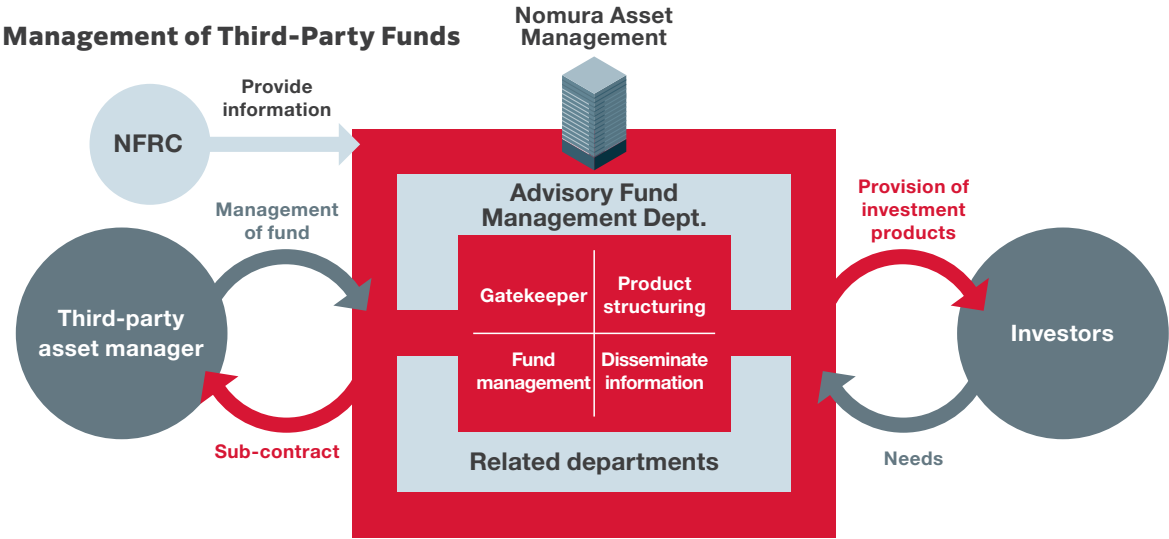 Management of Third-Party Funds
Nomura Asset
Management
NFRC
Provide
information
Management
of fund
Third-party
asset manager
Sub-contract
Advisory Fund
Management Dept.
Gatekeeper
Product
structuring
Fund
management
Disseminate
information
Related departments
Provision of
investment
products
Investors
Needs